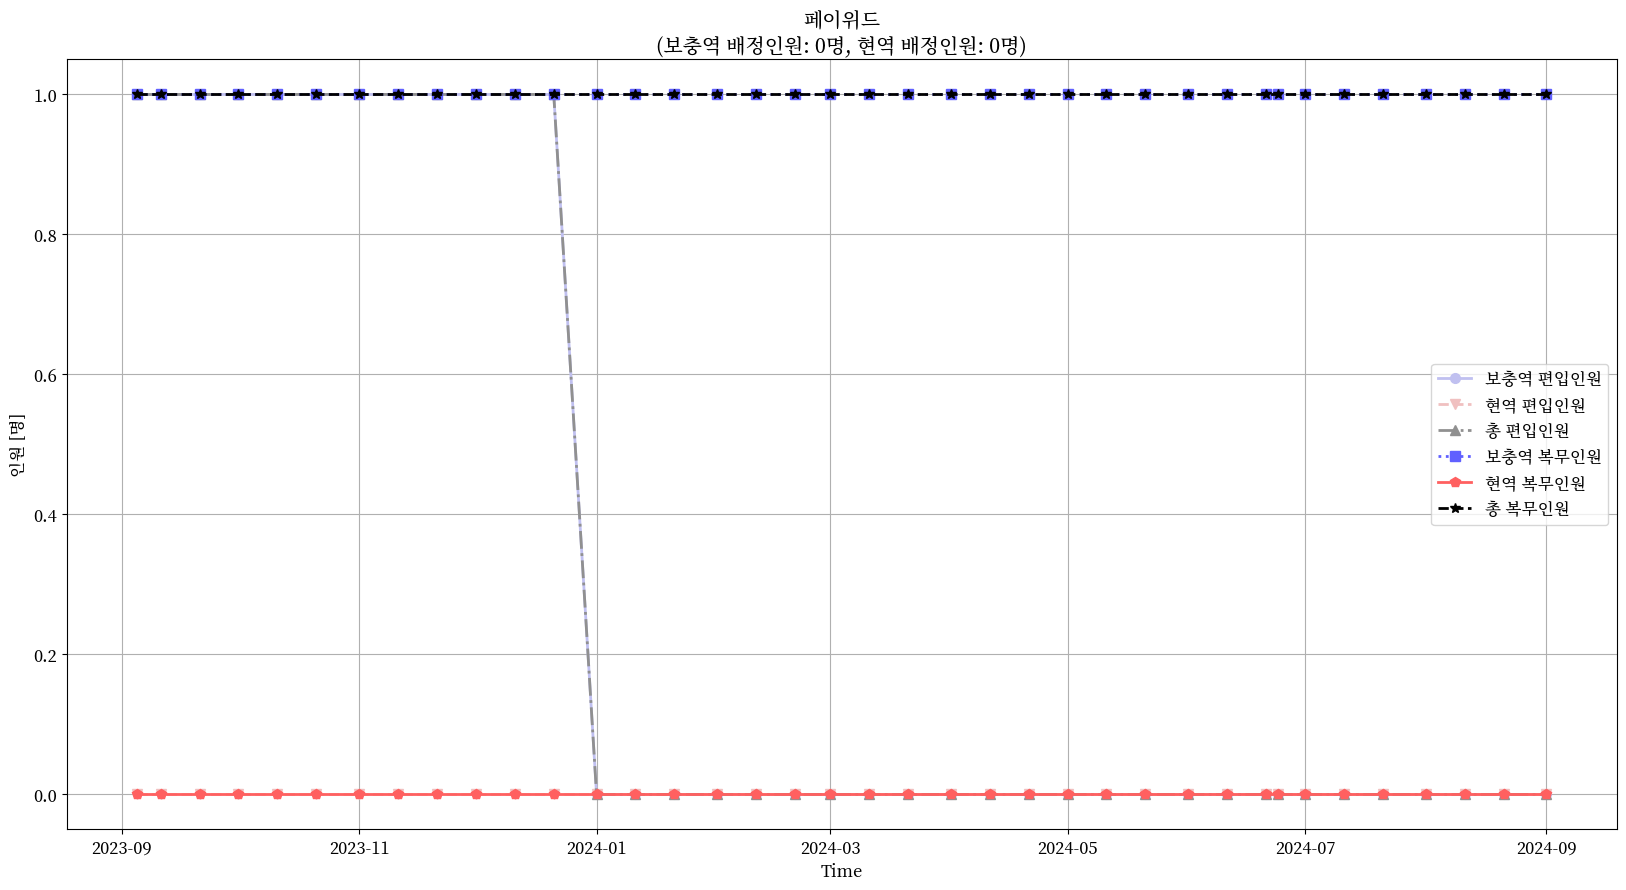 페이위드
(보충역 배정인원: 0명, 현역 배정인원: 0명)
인원 [명]
1.0
0.8
0.6
0.4
0.2
0.0
보충역 편입인원
현역 편입인원
총 편입인원
보충역 복무인원
현역 복무인원
총 복무인원
2023-09 2023-11 2024-01 2024-03 2024-05 2024-07 2024-09
Time